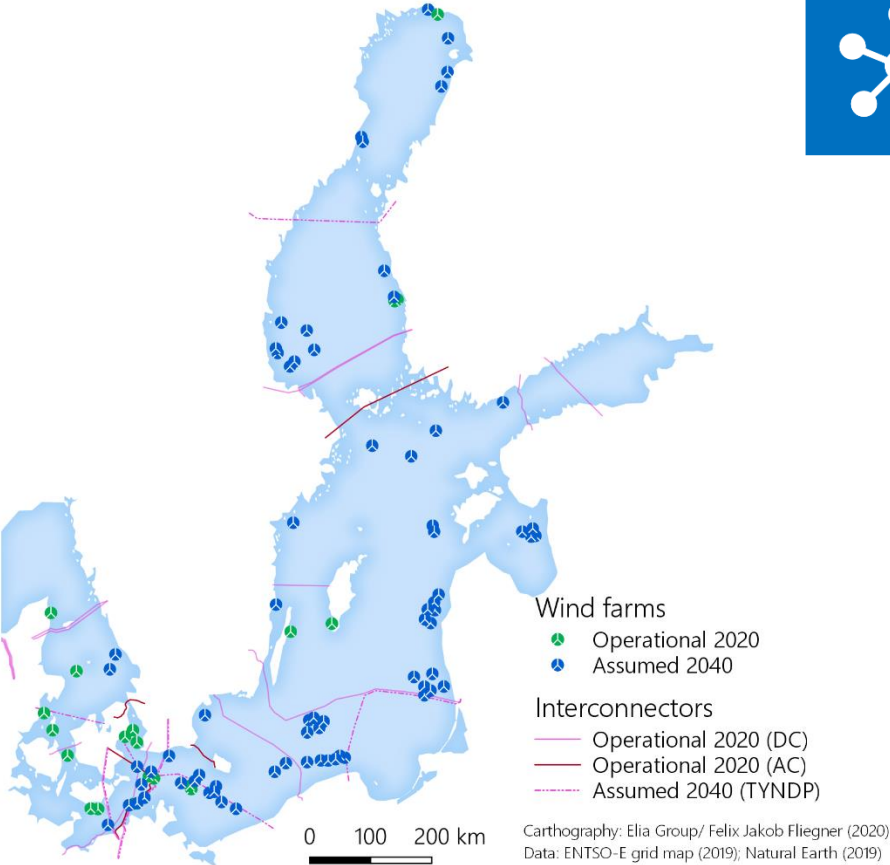 Wind farms
Operational 2020
Assumed 2040
Interconnectors
Operational 2020 (DC)
Operational 2020 (AC)
Assumed 2040 (TYNDP)
0 100 200 km
Carthography: Elia Group/ Felix Jakob Fliegner (2020)
Data: ENTSO-E grid map (2019); Natural Earth (2019)